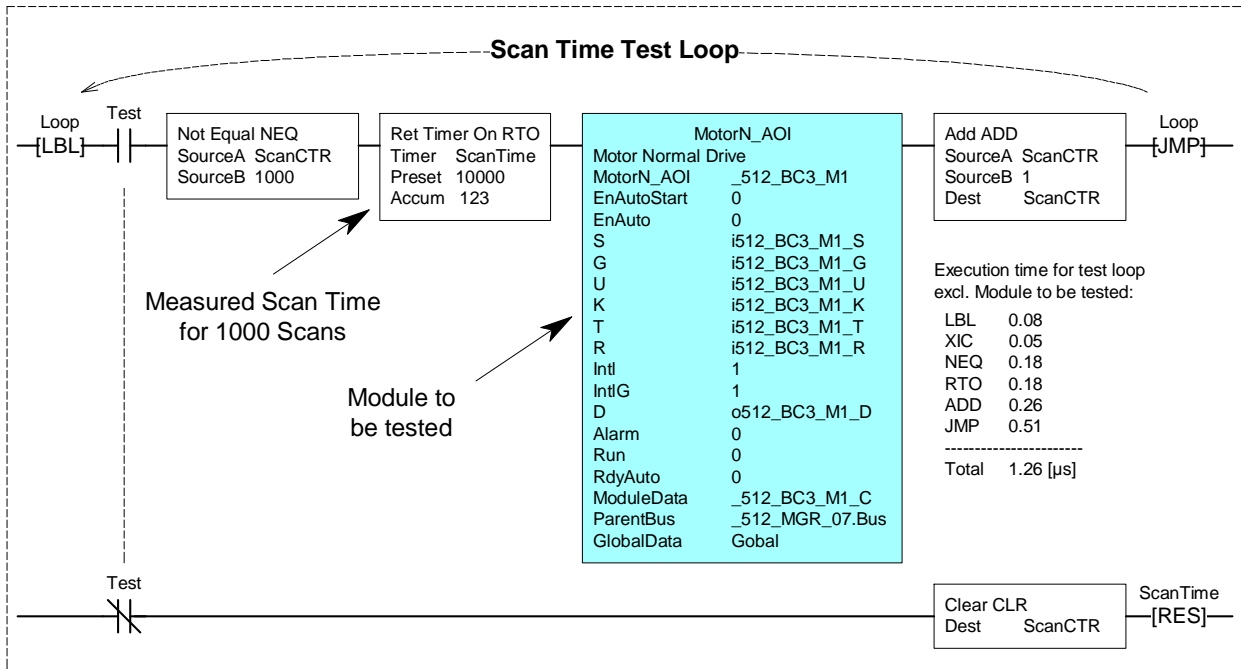 Scan Time Test Loop
Loop
[LBL]
Test
Not Equal NEQ
SourceA ScanCTR
SourceB 1000
Ret Timer On RTO
Timer ScanTime
Preset 10000
Accum 123
MotorN_AOI
Motor Normal Drive
MotorN_AOI _512_BC3_M1
EnAutoStart 0
EnAuto 0
S i512_BC3_M1_S
G i512_BC3_M1_G
U i512_BC3_M1_U
K i512_BC3_M1_K
T i512_BC3_M1_T
R i512_BC3_M1_R
Intl 1
IntlG 1
D o512_BC3_M1_D
Alarm 0
Run 0
RdyAuto 0
ModuleData _512_BC3_M1_C
ParentBus _512_MGR_07.Bus
GlobalData Gobal
Add ADD
SourceA ScanCTR
SourceB 1
Dest ScanCTR
Loop
[JMP]
Measured Scan Time
for 1000 Scans
Module to
be tested
Execution time for test loop
excl. Module to be tested:
LBL 0.08
XIC 0.05
NEQ 0.18
RTO 0.18
ADD 0.26
JMP 0.51
-----------------------
Total 1.26 [µs]
Test
Clear CLR
Dest ScanCTR
ScanTime
[RES]